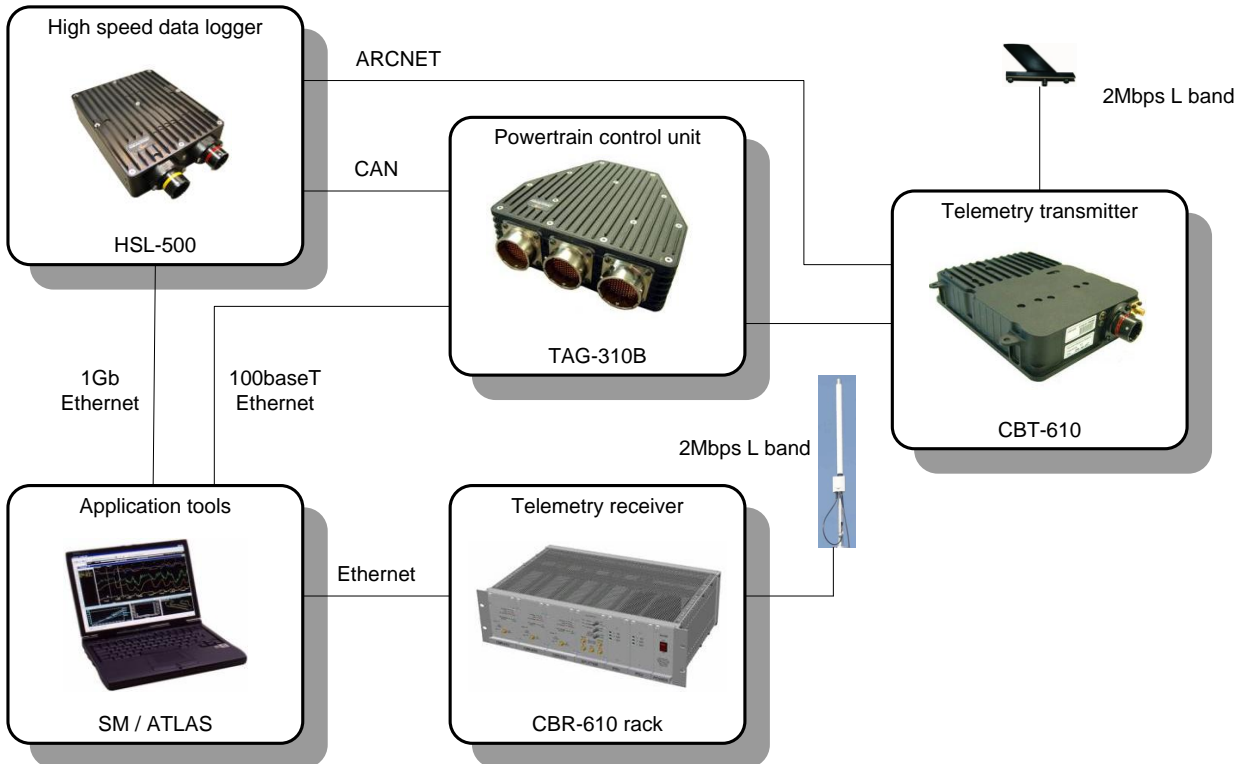 High speed data logger
HSL-500
ARCNET
CAN
2Mbps L band
Powertrain control unit
TAG-310B
Telemetry transmitter
CBT-610
1Gb
Ethernet
100baseT
Ethernet
2Mbps L band
Application tools
SM / ATLAS
Ethernet
Telemetry receiver
CBR-610 rack